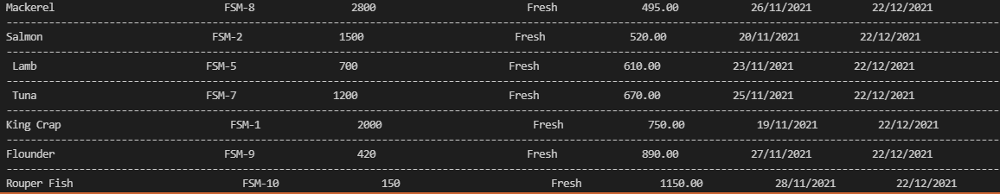 Mackerel FSM-8 2800 Fresh 495.00 26/11/2021 22/12/2021
Salmon FSM-2 1500 Fresh 520.00 20/11/2021 22/12/2021
Lamb FSM-5 700 Fresh 610.00 23/11/2021 22/12/2021
Tuna FSM-7 1200 Fresh 670.00 25/11/2021 22/12/2021
King Crap FSM-1 2000 Fresh 750.00 19/11/2021 22/12/2021
Flounder FSM-9 420 Fresh 890.00 27/11/2021 22/12/2021
Rouper Fish FSM-10 150 Fresh 1150.00 28/11/2021 22/12/2021